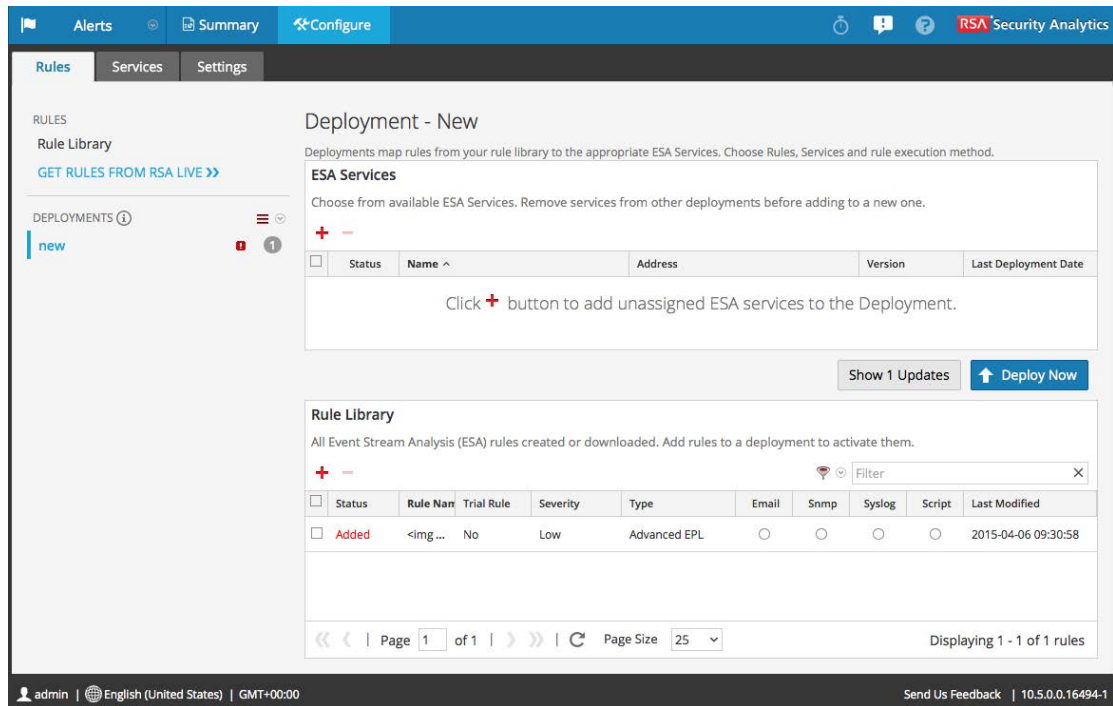 Alerts Summary Configure RSA Security Analytics
Rules Services Settings
RULES
Rule Library
GET RULES FROM RSA LIVE >>
DEPLOYMENTS
new 1
Deployment - New
Deployments map rules from your rule library to the appropriate ESA Services. Choose Rules, Services and rule execution method.
ESA Services
Choose from available ESA Services. Remove services from other deployments before adding to a new one.
Status Name Address Version Last Deployment Date
Click + button to add unassigned ESA services to the Deployment.
Show 1 Updates Deploy Now
Rule Library
All Event Stream Analysis (ESA) rules created or downloaded. Add rules to a deployment to activate them.
Filter
Status Rule Nam Trial Rule Severity Type Email Snmp Syslog Script Last Modified
Added <img ... No Low Advanced EPL 2015-04-06 09:30:58
Page 1 of 1 | Page Size 25 Displaying 1 - 1 of 1 rules
admin | English (United States) | GMT+00:00 Send Us Feedback | 10.5.0.0.16494-1